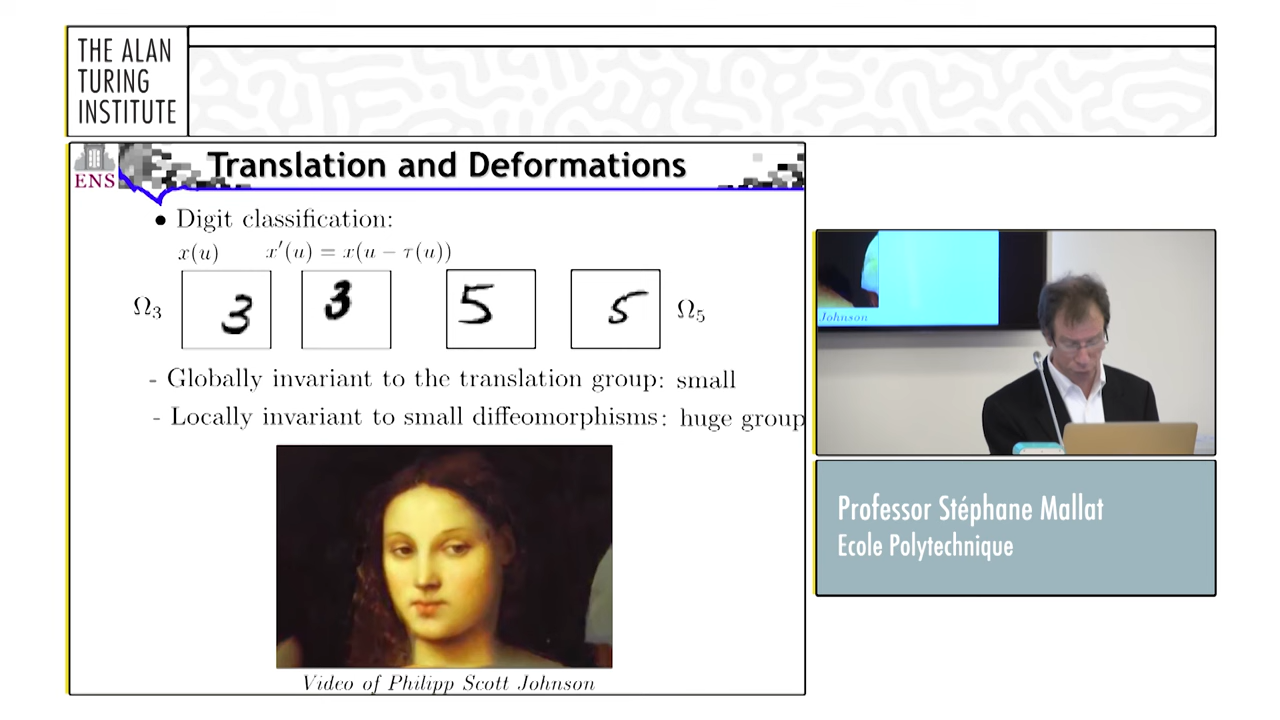 THE ALAN
TURING
INSTITUTE
ENS
Translation and Deformations
• Digit classification:
x(u) x′(u) = x(u − τ(u))
Ω₃ 3 3 5 5 Ω₅
- Globally invariant to the translation group: small
- Locally invariant to small diffeomorphisms: huge group
Video of Philipp Scott Johnson
Johnson
Professor Stéphane Mallat
Ecole Polytechnique